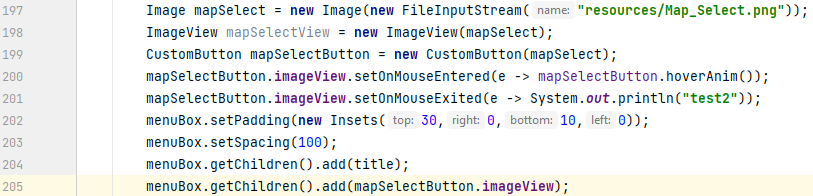 197 Image mapSelect = new Image(new FileInputStream( name: "resources/Map_Select.png"));
198 ImageView mapSelectView = new ImageView(mapSelect);
199 CustomButton mapSelectButton = new CustomButton(mapSelect);
200 mapSelectButton.imageView.setOnMouseEntered(e -> mapSelectButton.hoverAnim());
201 mapSelectButton.imageView.setOnMouseExited(e -> System.out.println("test2"));
202 menuBox.setPadding(new Insets( top: 30, right: 0, bottom: 10, left: 0));
203 menuBox.setSpacing(100);
204 menuBox.getChildren().add(title);
205 menuBox.getChildren().add(mapSelectButton.imageView);